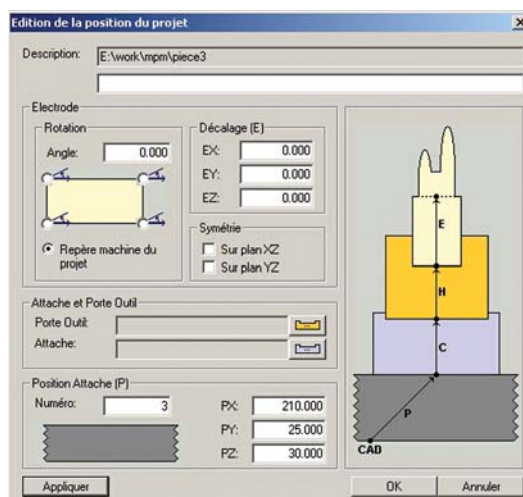 Edition de la position du projet
Description: E:\work\mpm\piece3
Electrode
Rotation
Angle: 0.000
Repère machine du projet
Décalage (E)
EX: 0.000
EY: 0.000
EZ: 0.000
Symétrie
Sur plan XZ
Sur plan YZ
Attache et Porte Outil
Porte Outil:
Attache:
Position Attache (P)
Numéro: 3
PX: 210.000
PY: 25.000
PZ: 30.000
E
H
C
P
CAD
Appliquer
OK
Annuler